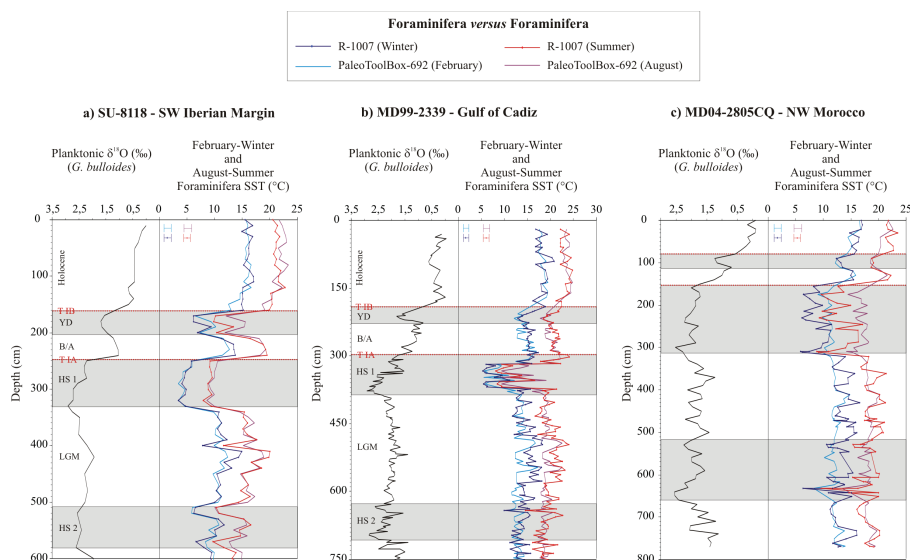 Foraminifera versus Foraminifera
R-1007 (Winter)
R-1007 (Summer)
PaleoToolBox-692 (February)
PaleoToolBox-692 (August)
a) SU-8118 - SW Iberian Margin
Planktonic δ¹⁸O (‰)
(G. bulloides)
February-Winter
and
August-Summer
Foraminifera SST (°C)
3,5 2,5 1,5 0,5 0 5 10 15 20 25
Depth (cm)
0
100
200
300
400
500
600
Holocene
T IB
YD
B/A
T IA
HS 1
LGM
HS 2
b) MD99-2339 - Gulf of Cadiz
Planktonic δ¹⁸O (‰)
(G. bulloides)
February-Winter
and
August-Summer
Foraminifera SST (°C)
2,5 1,5 0,5 0 5 10 15 20 25 30
Depth (cm)
0
150
300
450
600
750
Holocene
T IB
YD
B/A
T IA
HS 1
LGM
HS 2
c) MD04-2805CQ - NW Morocco
Planktonic δ¹⁸O (‰)
(G. bulloides)
February-Winter
and
August-Summer
Foraminifera SST (°C)
2,5 1,5 0,5 0 5 10 15 20 25
Depth (cm)
0
100
200
300
400
500
600
700
800